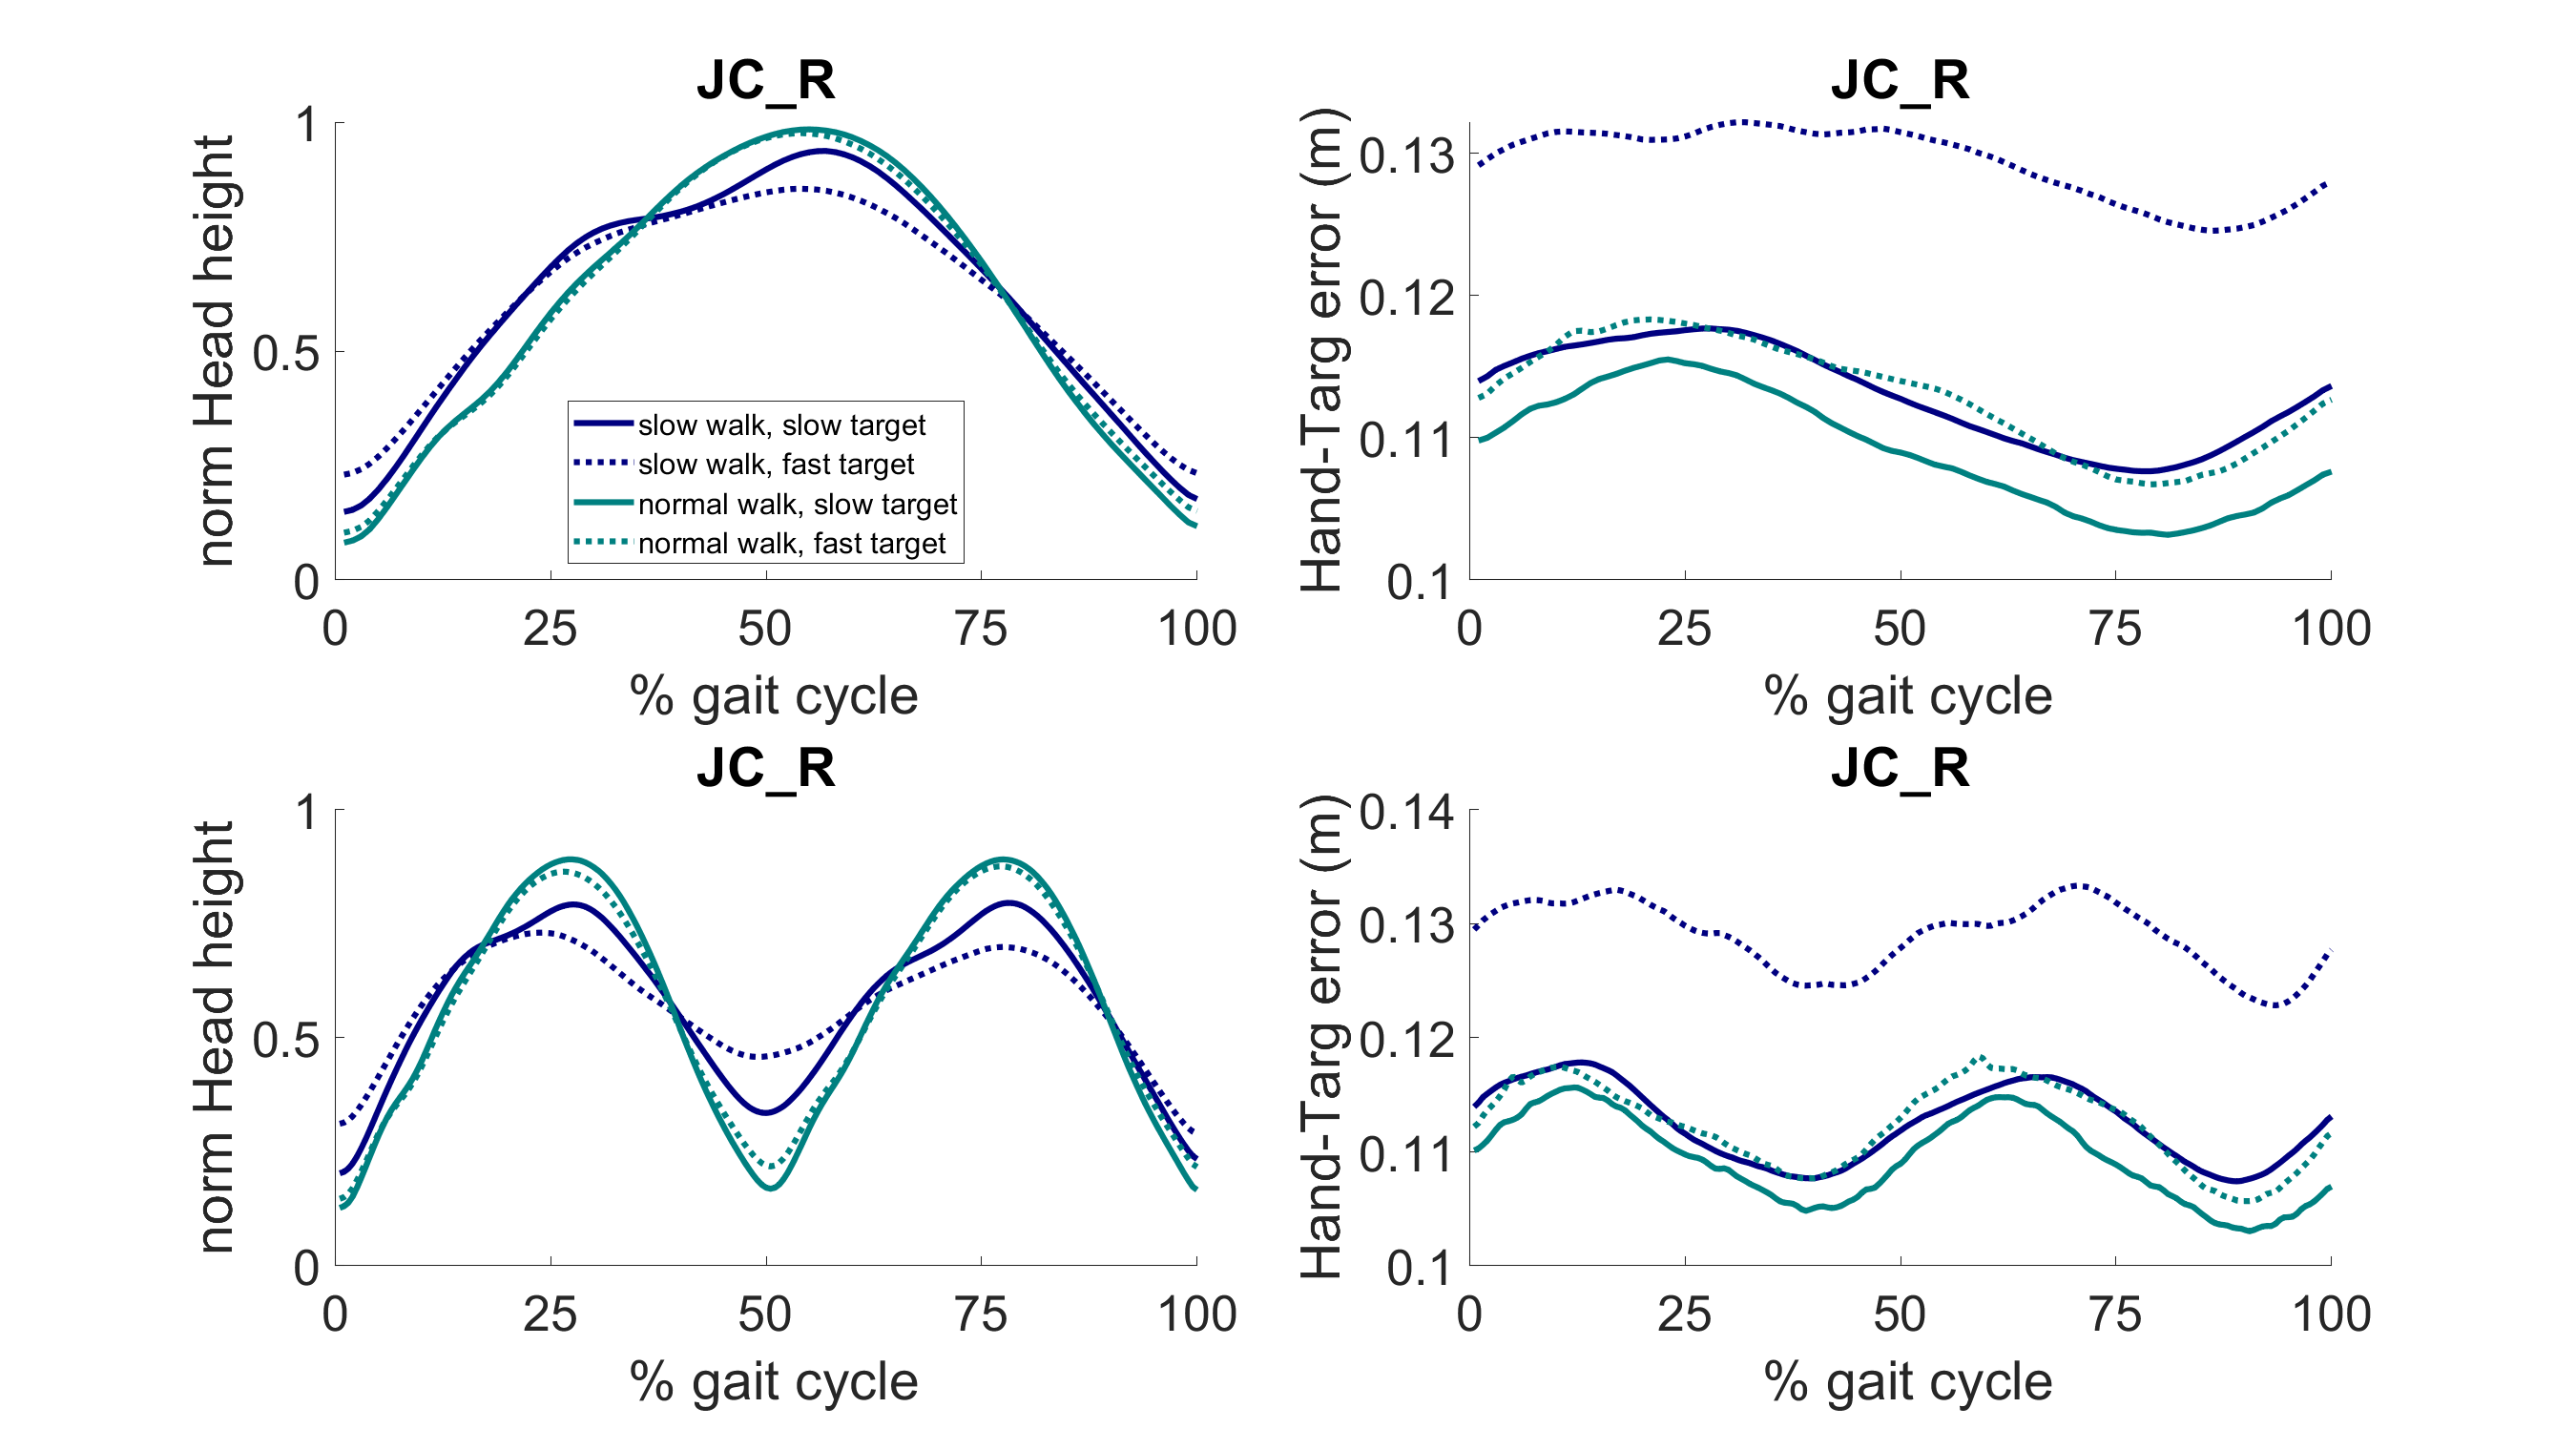 JC_R
norm Head height
1
0.5
0
slow walk, slow target
slow walk, fast target
normal walk, slow target
normal walk, fast target
0 25 50 75 100
% gait cycle
JC_R
Hand-Targ error (m)
0.13
0.12
0.11
0.1
0 25 50 75 100
% gait cycle
JC_R
norm Head height
1
0.5
0
0 25 50 75 100
% gait cycle
JC_R
Hand-Targ error (m)
0.14
0.13
0.12
0.11
0.1
0 25 50 75 100
% gait cycle